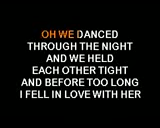 OH WE DANCED
THROUGH THE NIGHT
AND WE HELD
EACH OTHER TIGHT
AND BEFORE TOO LONG
I FELL IN LOVE WITH HER